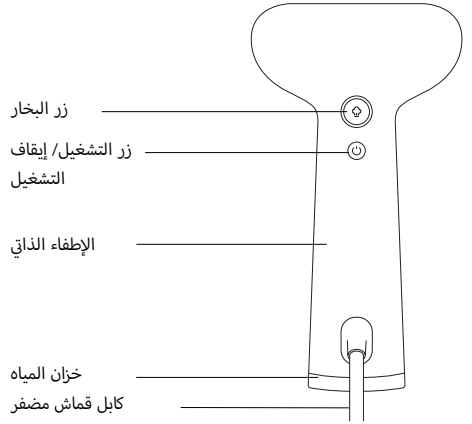 زر البخار
زر التشغيل/ إيقاف
التشغيل
الإطفاء الذاتي
خزان المياه
كابل قماش مضفر